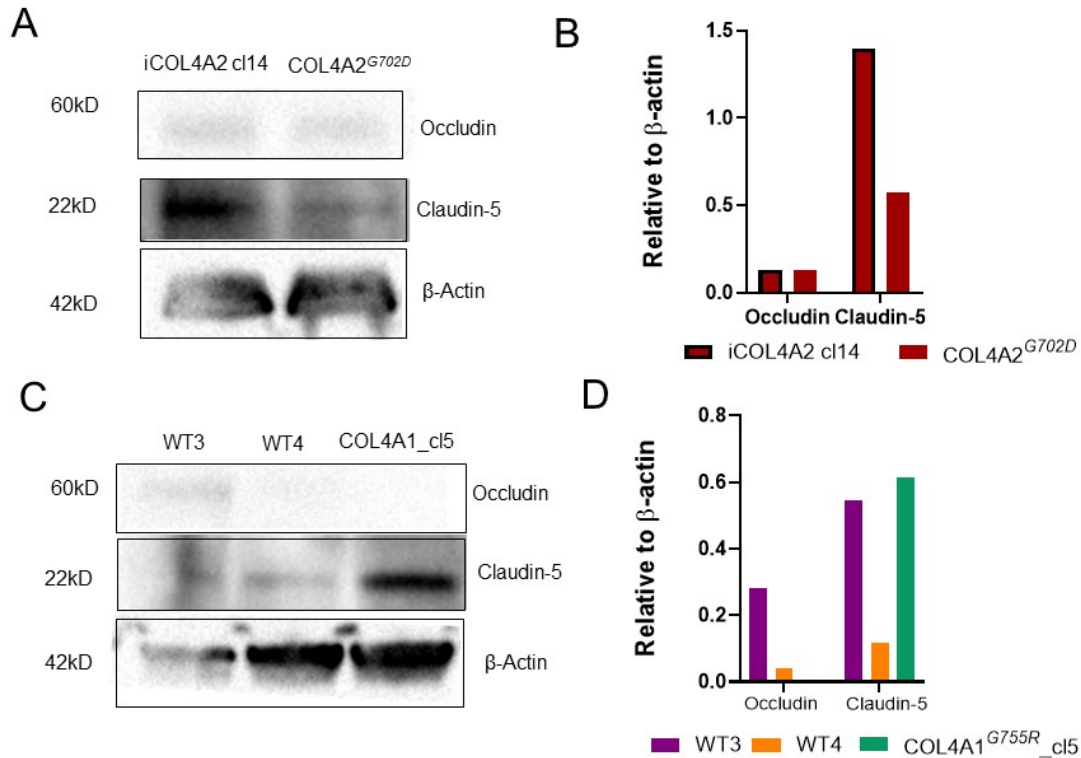 A
iCOL4A2 cl14 COL4A2G702D
60kD
Occludin
22kD
Claudin-5
42kD
β-Actin
B
Relative to β-actin
1.5
1.0
0.5
0.0
Occludin Claudin-5
iCOL4A2 cl14 COL4A2G702D
C
WT3 WT4 COL4A1_cl5
60kD
Occludin
22kD
Claudin-5
42kD
β-Actin
D
Relative to β-actin
0.8
0.6
0.4
0.2
0.0
Occludin Claudin-5
WT3 WT4 COL4A1G755R_cl5